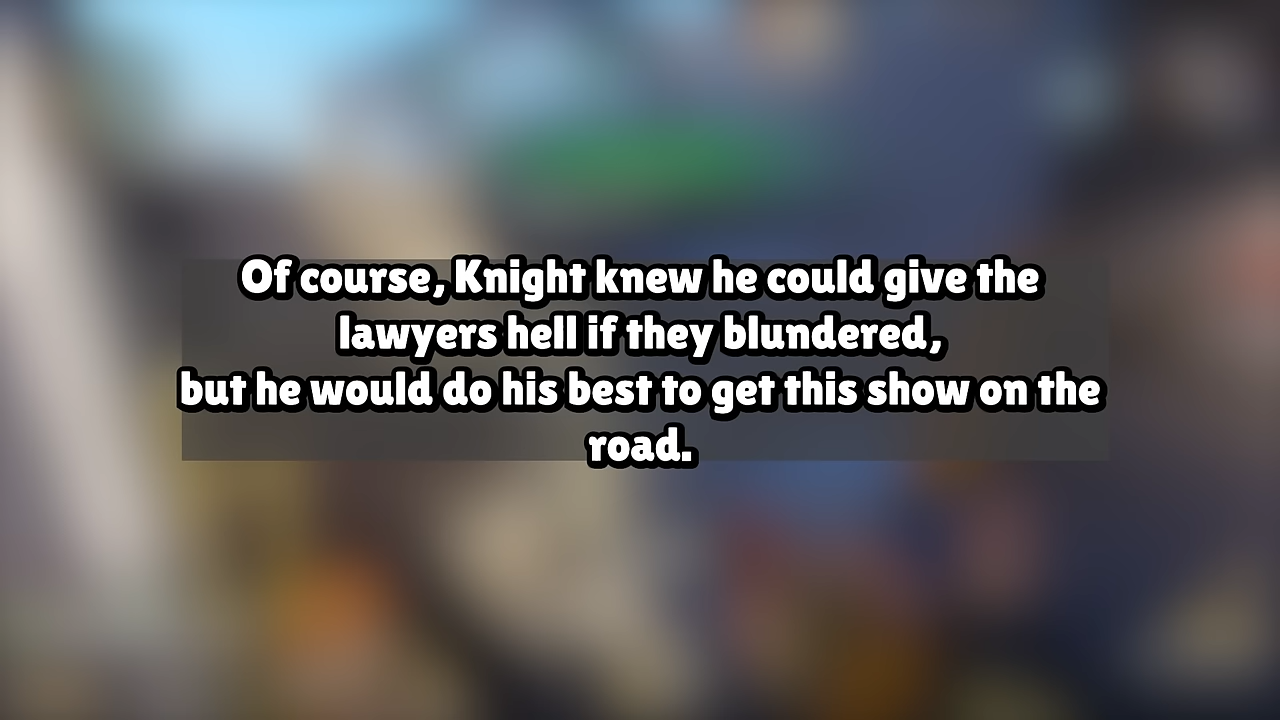 Of course, Knight knew he could give the
lawyers hell if they blundered,
but he would do his best to get this show on the
road.